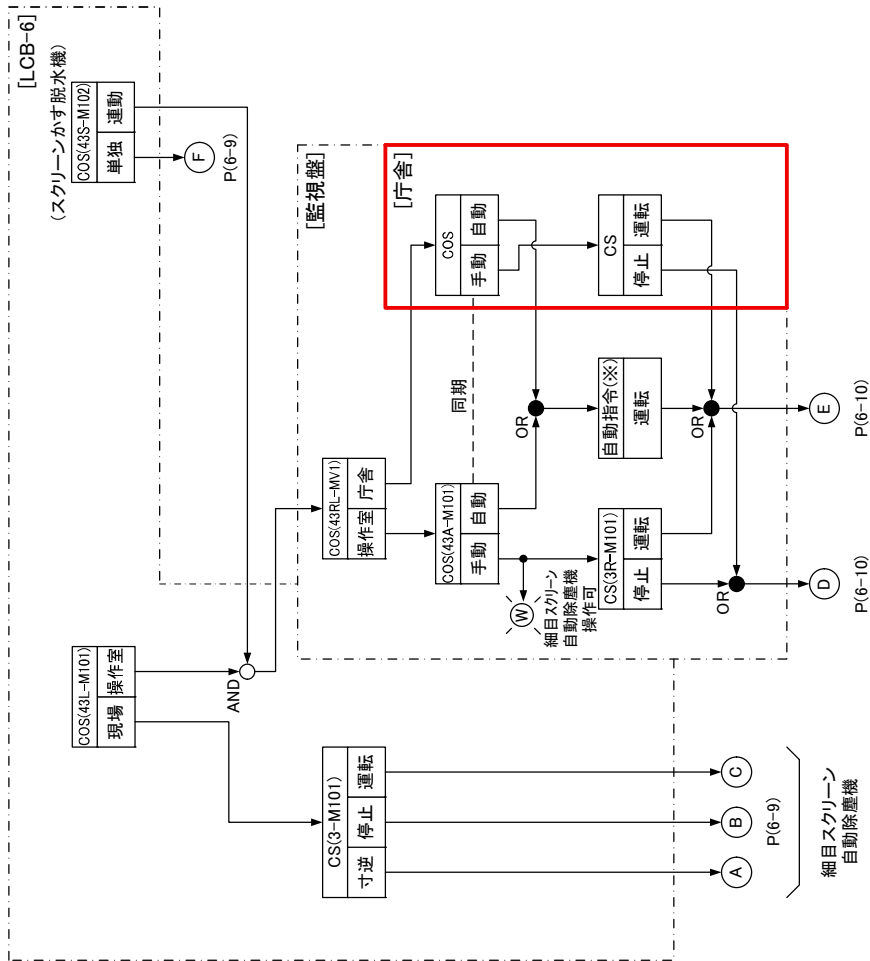 [LCB-6]
(スクリーンかす脱水機)
COS(43S-M102)
単独
連動
F
P(6-9)
COS(43L-M101)
現場
操作室
AND
[監視盤]
[庁舎]
COS(43RL-MV1)
操作室
庁舎
COS
手動
自動
同期
COS(43A-M101)
手動
自動
OR
W
細目スクリーン
自動除塵機
操作可
CS(3R-M101)
停止
運転
自動指令(※)
運転
CS
停止
運転
OR
OR
CS(3-M101)
寸逆
停止
運転
A
B
C
P(6-9)
D
P(6-10)
E
P(6-10)
細目スクリーン
自動除塵機